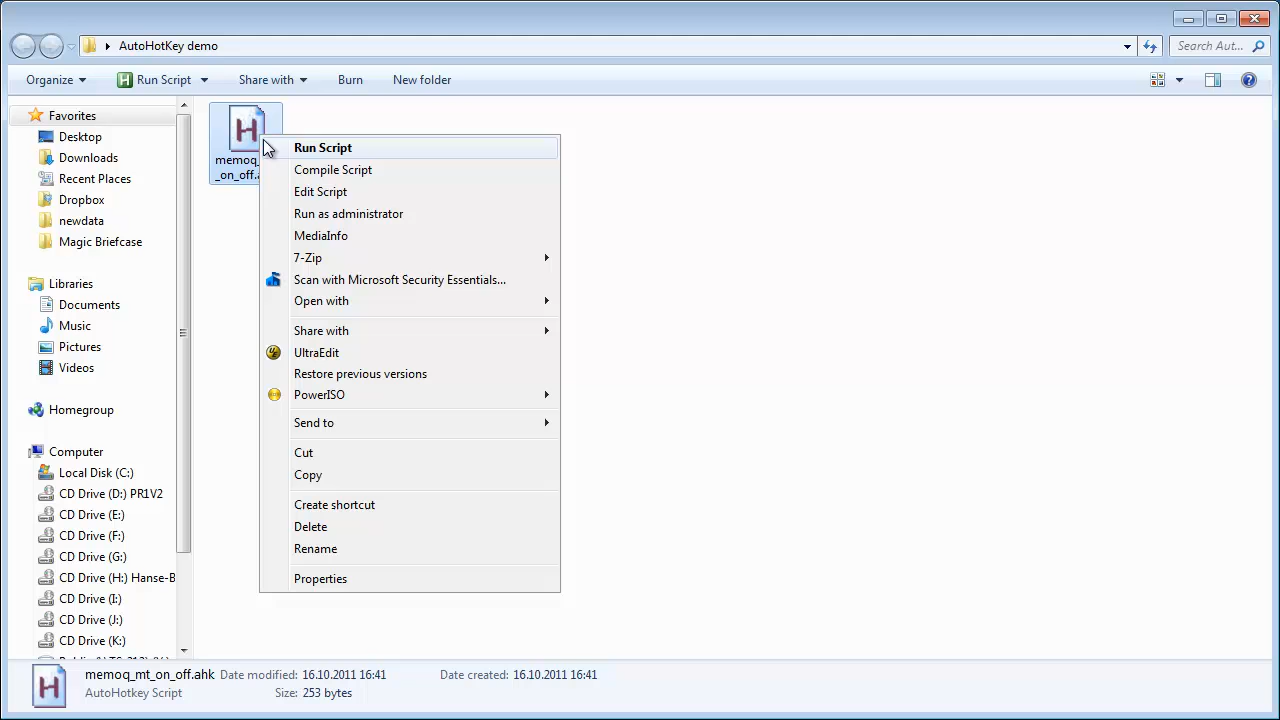 AutoHotKey demo
Search Aut...
Organize
Run Script
Share with
Burn
New folder
Favorites
Desktop
Downloads
Recent Places
Dropbox
newdata
Magic Briefcase
Libraries
Documents
Music
Pictures
Videos
Homegroup
Computer
Local Disk (C:)
CD Drive (D:) PR1V2
CD Drive (E:)
CD Drive (F:)
CD Drive (G:)
CD Drive (H:) Hanse-B
CD Drive (I:)
CD Drive (J:)
CD Drive (K:)
H
memoq_
_on_off.
Run Script
Compile Script
Edit Script
Run as administrator
MediaInfo
7-Zip
Scan with Microsoft Security Essentials...
Open with
Share with
UltraEdit
Restore previous versions
PowerISO
Send to
Cut
Copy
Create shortcut
Delete
Rename
Properties
H
memoq_mt_on_off.ahk Date modified: 16.10.2011 16:41 Date created: 16.10.2011 16:41
AutoHotkey Script Size: 253 bytes